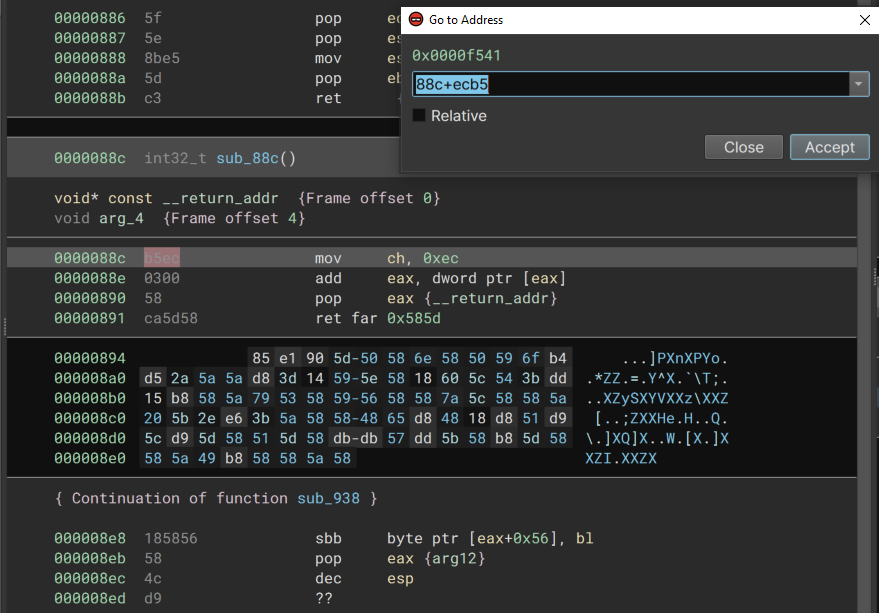 00000886 5f pop
00000887 5e pop
00000888 8be5 mov
0000088a 5d pop
0000088b c3 ret
Go to Address
0x0000f541
88c+ecb5
Relative
Close Accept
0000088c int32_t sub_88c()
void* const __return_addr {Frame offset 0}
void arg_4 {Frame offset 4}
0000088c b5ec mov ch, 0xec
0000088e 0300 add eax, dword ptr [eax]
00000890 58 pop eax {__return_addr}
00000891 ca5d58 ret far 0x585d
00000894 85 e1 90 5d-50 58 6e 58 50 59 6f b4 ...]PXnXPYo.
000008a0 d5 2a 5a 5a d8 3d 14 59-5e 58 18 60 5c 54 3b dd .*ZZ.=.Y^X.`\T;.
000008b0 15 b8 58 5a 79 53 58 59-56 58 58 7a 5c 58 58 5a ..XZySXYVXXz\XXZ
000008c0 20 5b 2e e6 3b 5a 58 58-48 65 d8 48 18 d8 51 d9 [..;ZXXHe.H..Q.
000008d0 5c d9 5d 58 51 5d 58 db-db 57 dd 5b 58 b8 5d 58 \.]XQ]X..W.[X.]X
000008e0 58 5a 49 b8 58 58 5a 58 XZI.XXZX
{ Continuation of function sub_938 }
000008e8 185856 sbb byte ptr [eax+0x56], bl
000008eb 58 pop eax {arg12}
000008ec 4c dec esp
000008ed d9 ??